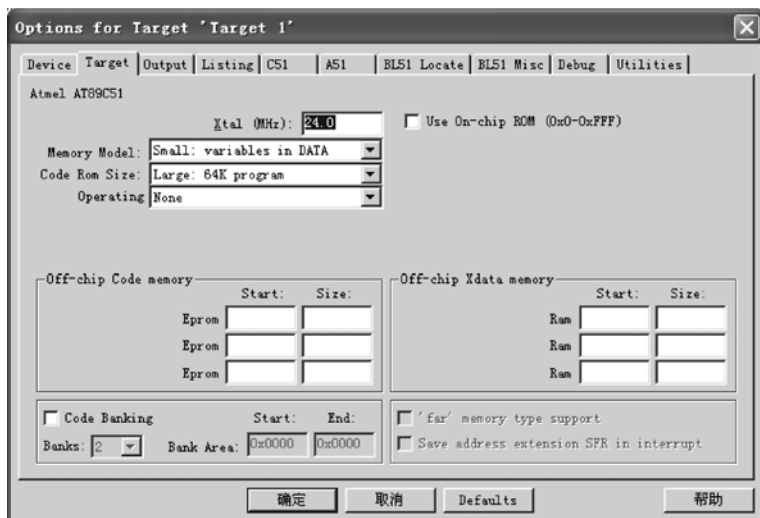 Options for Target 'Target 1'
Device Target Output Listing C51 A51 BL51 Locate BL51 Misc Debug Utilities
Atmel AT89C51
Xtal (MHz): 24.0 Use On-chip ROM (0x0-0xFFF)
Memory Model: Small: variables in DATA
Code Rom Size: Large: 64K program
Operating None
Off-chip Code memory Off-chip Xdata memory
Start: Size: Start: Size:
Eprom Ram
Eprom Ram
Eprom Ram
Code Banking Start: End: 'far' memory type support
Banks: 2 Bank Area: 0x0000 0x0000 Save address extension SFR in interrupt
确定 取消 Defaults 帮助